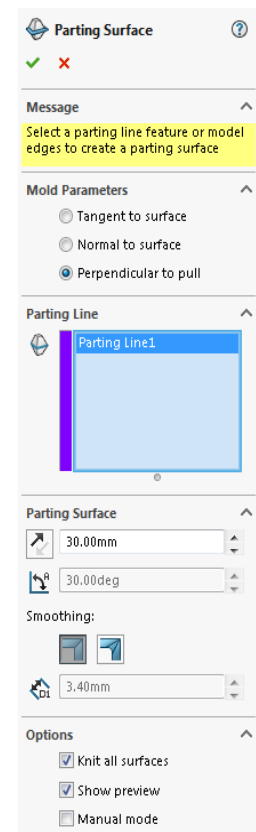 Parting Surface
Message
Select a parting line feature or model
edges to create a parting surface
Mold Parameters
Tangent to surface
Normal to surface
Perpendicular to pull
Parting Line
Parting Line1
Parting Surface
30.00mm
A
30.00deg
Smoothing:
D1
3.40mm
Options
Knit all surfaces
Show preview
Manual mode